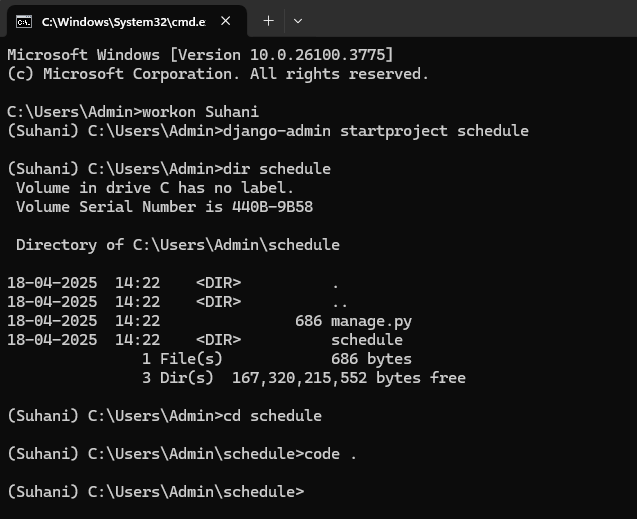 C:\Windows\System32\cmd.e
Microsoft Windows [Version 10.0.26100.3775]
(c) Microsoft Corporation. All rights reserved.
C:\Users\Admin>workon Suhani
(Suhani) C:\Users\Admin>django-admin startproject schedule
(Suhani) C:\Users\Admin>dir schedule
 Volume in drive C has no label.
 Volume Serial Number is 440B-9B58
 Directory of C:\Users\Admin\schedule
18-04-2025  14:22    <DIR>          .
18-04-2025  14:22    <DIR>          ..
18-04-2025  14:22               686 manage.py
18-04-2025  14:22    <DIR>          schedule
               1 File(s)            686 bytes
               3 Dir(s)  167,320,215,552 bytes free
(Suhani) C:\Users\Admin>cd schedule
(Suhani) C:\Users\Admin\schedule>code .
(Suhani) C:\Users\Admin\schedule>